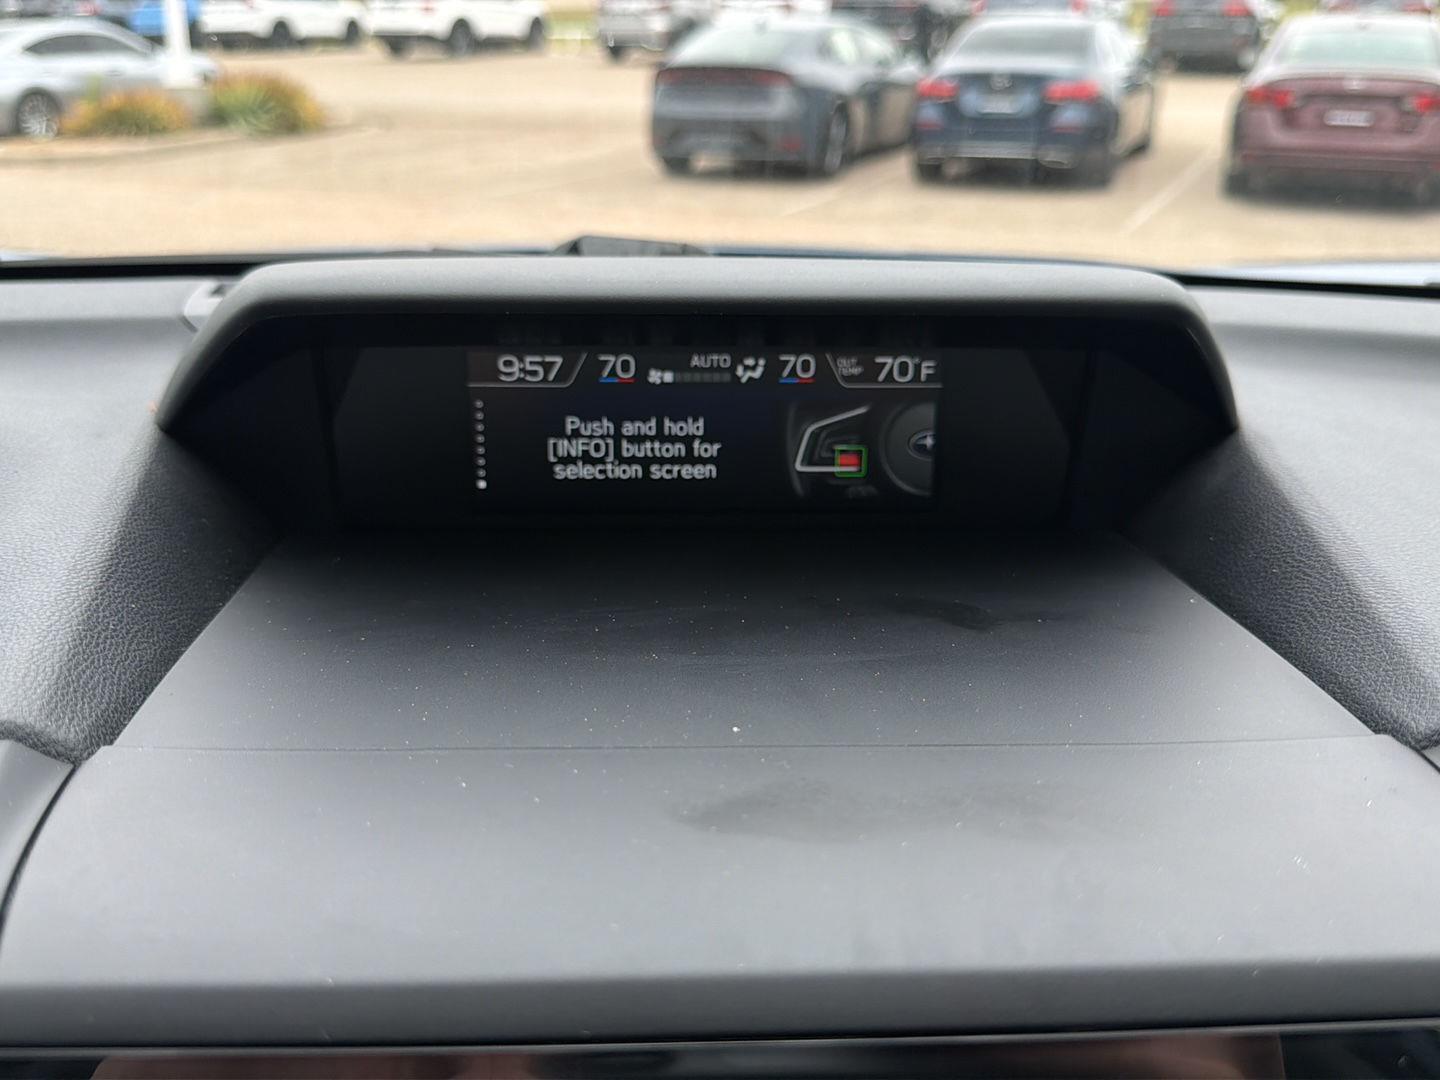 9:57 70 AUTO 70 OUT TEMP 70°F
Push and hold
[INFO] button for
selection screen